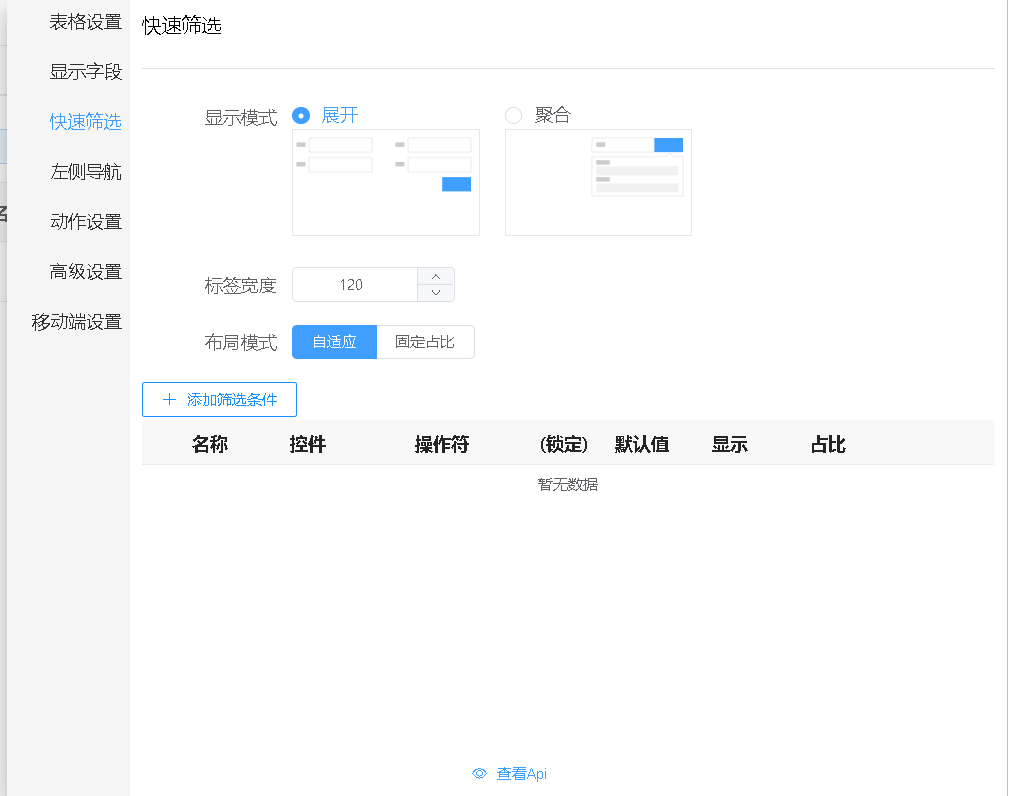 表格设置
显示字段
快速筛选
左侧导航
动作设置
高级设置
移动端设置
快速筛选
显示模式 展开 聚合
标签宽度 120
布局模式 自适应 固定占比
添加筛选条件
名称 控件 操作符 (锁定) 默认值 显示 占比
暂无数据
查看Api